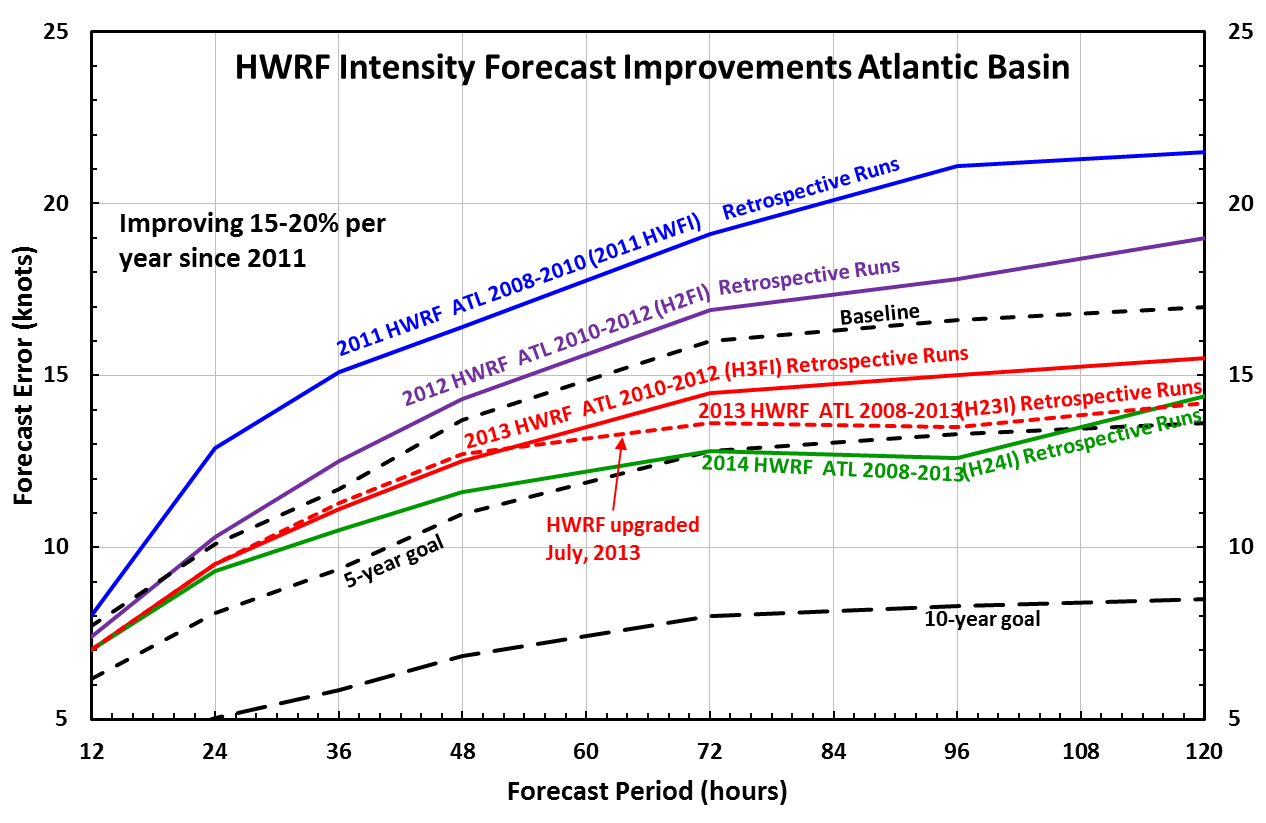 HWRF Intensity Forecast Improvements Atlantic Basin
25
20
15
10
5
25
20
15
10
5
Forecast Error (knots)
Improving 15-20% per
year since 2011
2011 HWRF ATL 2008-2010 (2011 HWFI) Retrospective Runs
2012 HWRF ATL 2010-2012 (H2FI) Retrospective Runs
Baseline
2013 HWRF ATL 2010-2012 (H3FI) Retrospective Runs
2013 HWRF ATL 2008-2013 (H23I) Retrospective Runs
2014 HWRF ATL 2008-2013 (H24I) Retrospective Runs
HWRF upgraded
July, 2013
5-year goal
10-year goal
12 24 36 48 60 72 84 96 108 120
Forecast Period (hours)